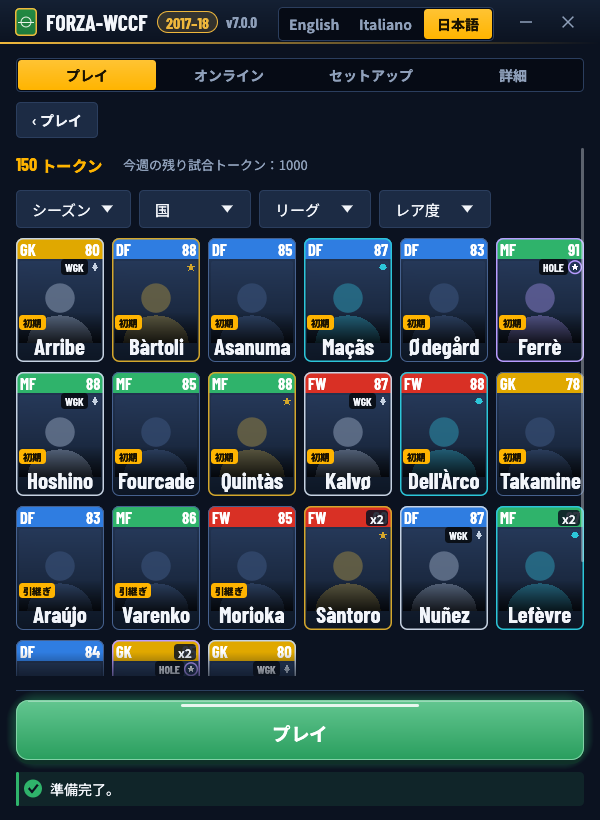 FORZA-WCCF 2017-18 v7.0.0 English Italiano 日本語
プレイ オンライン セットアップ 詳細
‹ プレイ
150 トークン 今週の残り試合トークン：1000
シーズン 国 リーグ レア度
GK 80 DF 88 DF 85 DF 87 DF 83 MF 91
WGK HOLE
初期 初期 初期 初期 初期 初期
Arribe Bàrtoli Asanuma Maçãs Ødegård Ferrè
MF 88 MF 85 MF 88 FW 87 FW 88 GK 78
WGK WGK
初期 初期 初期 初期 初期 初期
Hoshino Fourcade Quintàs Kalvø Dell'Àrco Takamine
DF 83 MF 86 FW 85 FW x2 DF 87 MF x2
WGK
引継ぎ 引継ぎ 引継ぎ
Araújo Varenko Morioka Sàntoro Nuñez Lefèvre
DF 84 GK x2 GK 80
HOLE WGK
プレイ
準備完了。